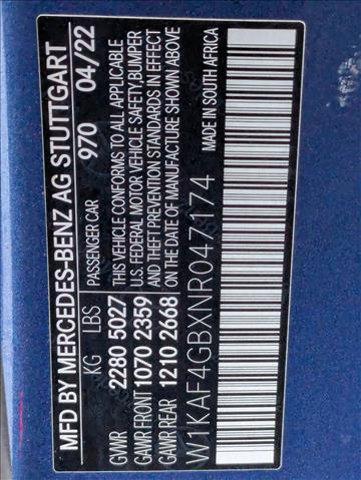 MFD BY MERCEDES-BENZ AG STUTTGART
970 04/22
KG LBS PASSENGER CAR
GVWR 2280 5027 THIS VEHICLE CONFORMS TO ALL APPLICABLE
U.S. FEDERAL MOTOR VEHICLE SAFETY, BUMPER
GAWR FRONT 1070 2359 AND THEFT PREVENTION STANDARDS IN EFFECT
GAWR REAR 1210 2668 ON THE DATE OF MANUFACTURE SHOWN ABOVE
W1KAF4GBXNR047174 MADE IN SOUTH AFRICA